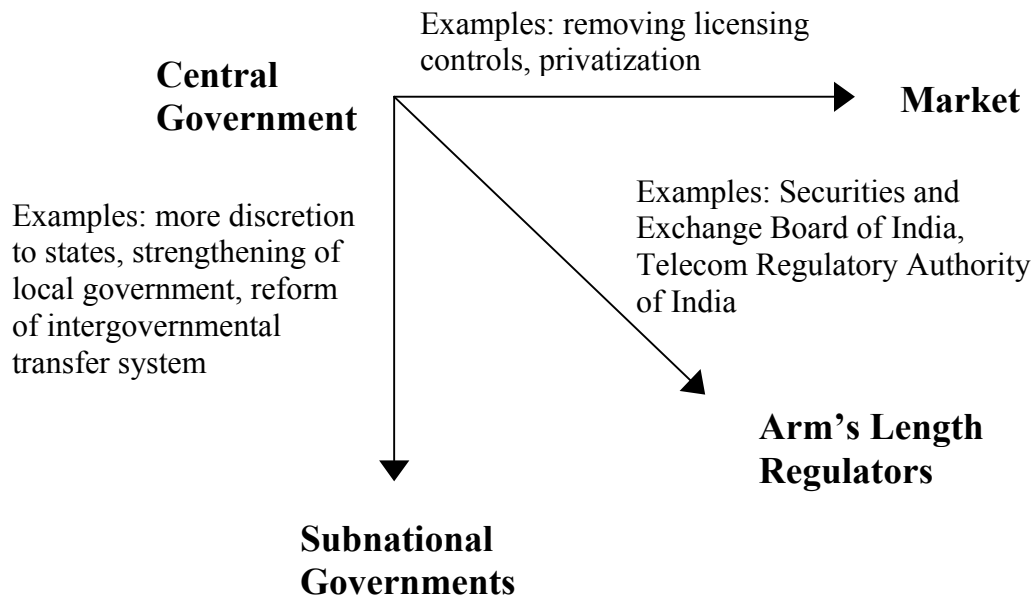 Examples: removing licensing
controls, privatization
Central
Government
Market
Examples: more discretion
to states, strengthening of
local government, reform
of intergovernmental
transfer system
Examples: Securities and
Exchange Board of India,
Telecom Regulatory Authority
of India
Arm’s Length
Regulators
Subnational
Governments